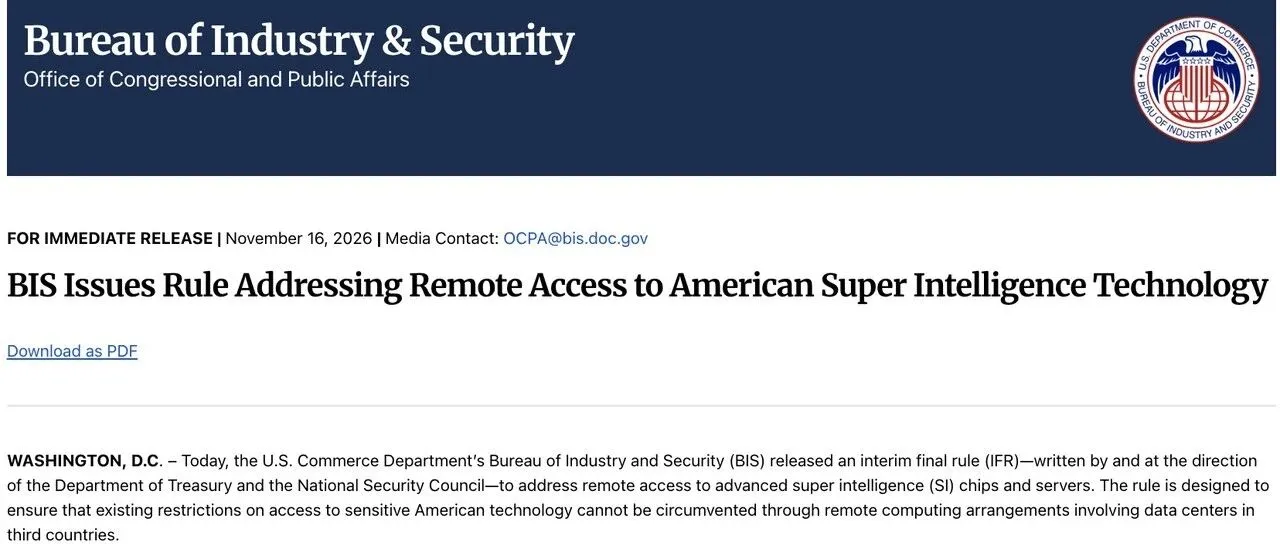 Bureau of Industry & Security
Office of Congressional and Public Affairs
U.S. DEPARTMENT OF COMMERCE
BUREAU OF INDUSTRY AND SECURITY
FOR IMMEDIATE RELEASE | November 16, 2026 | Media Contact: OCPA@bis.doc.gov
BIS Issues Rule Addressing Remote Access to American Super Intelligence Technology
Download as PDF
WASHINGTON, D.C. – Today, the U.S. Commerce Department’s Bureau of Industry and Security (BIS) released an interim final rule (IFR)—written by and at the direction
of the Department of Treasury and the National Security Council—to address remote access to advanced super intelligence (SI) chips and servers. The rule is designed to
ensure that existing restrictions on access to sensitive American technology cannot be circumvented through remote computing arrangements involving data centers in
third countries.